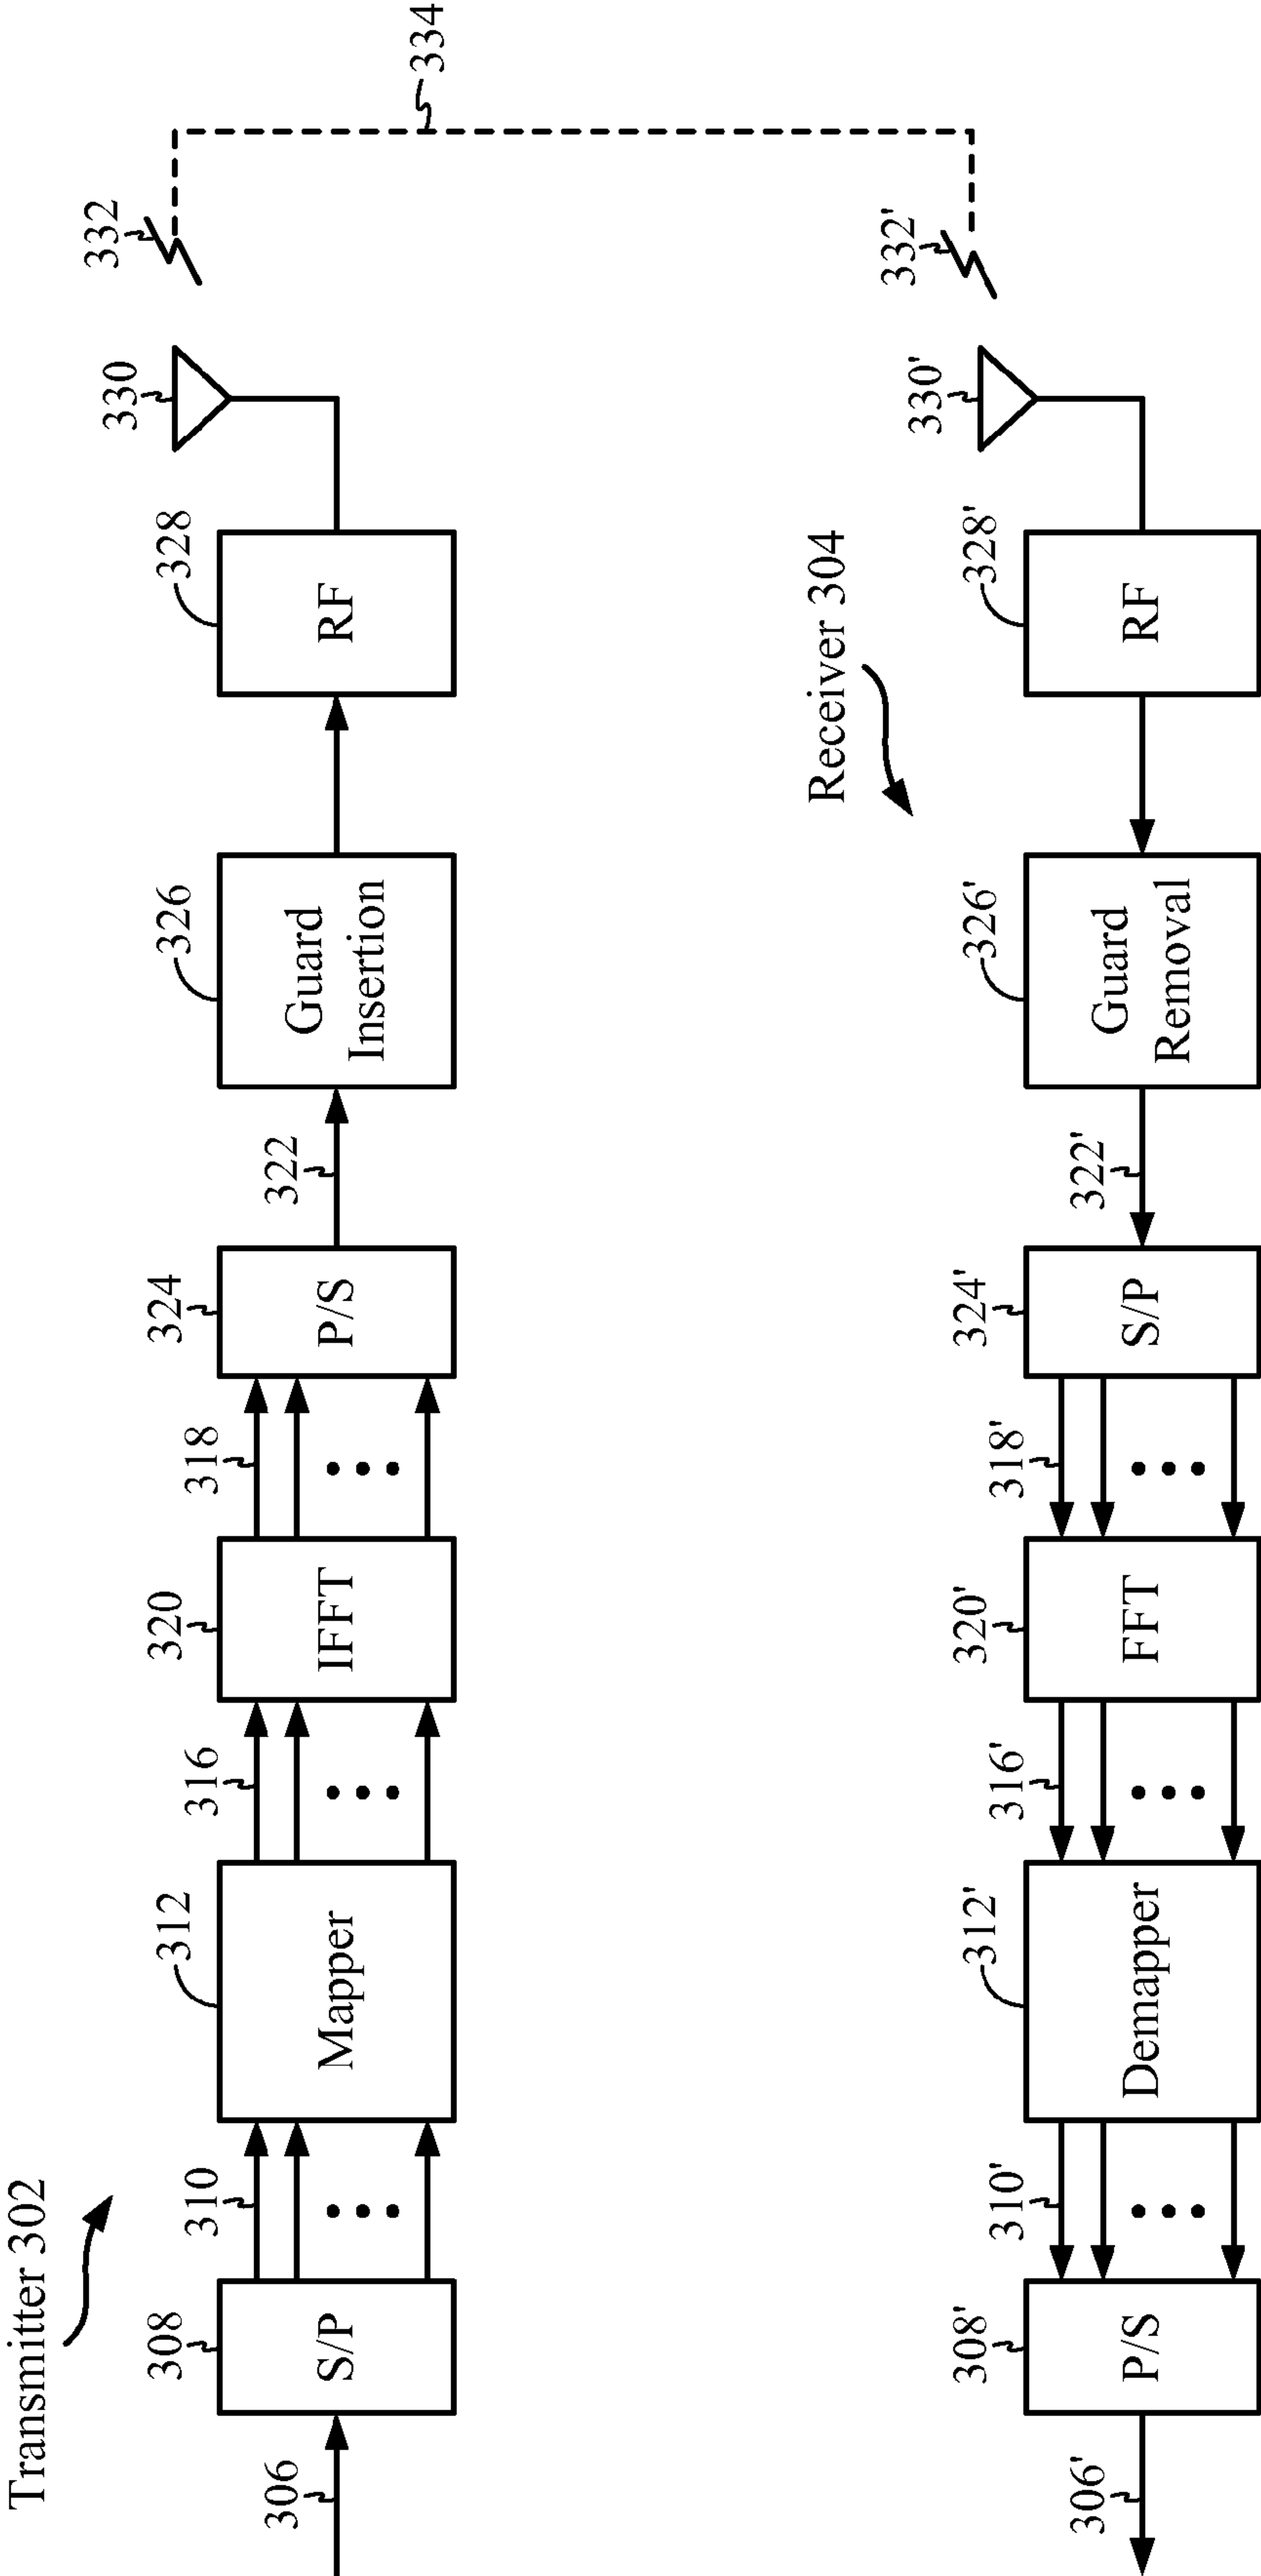 Transmitter 302
306
308
S/P
310
312
Mapper
316
320
IFFT
318
324
P/S
322
326
Guard
Insertion
328
RF
330
332
334
Receiver 304
306'
308'
P/S
310'
312'
Demapper
316'
320'
FFT
318'
324'
S/P
322'
326'
Guard
Removal
328'
RF
330'
332'